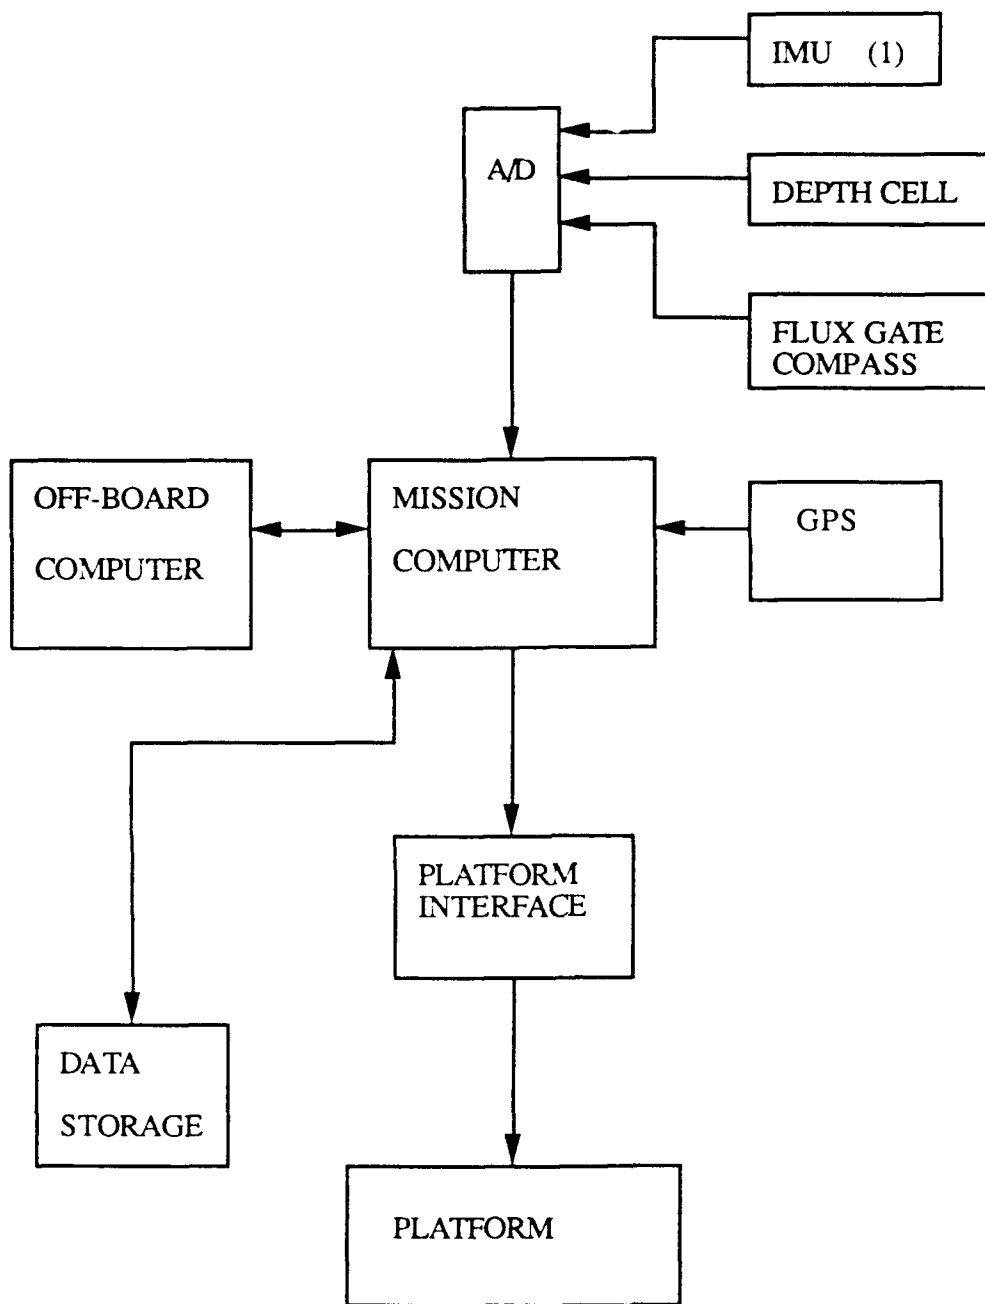 IMU (1)
A/D
DEPTH CELL
FLUX GATE
COMPASS
OFF-BOARD
COMPUTER
MISSION
COMPUTER
GPS
PLATFORM
INTERFACE
DATA
STORAGE
PLATFORM